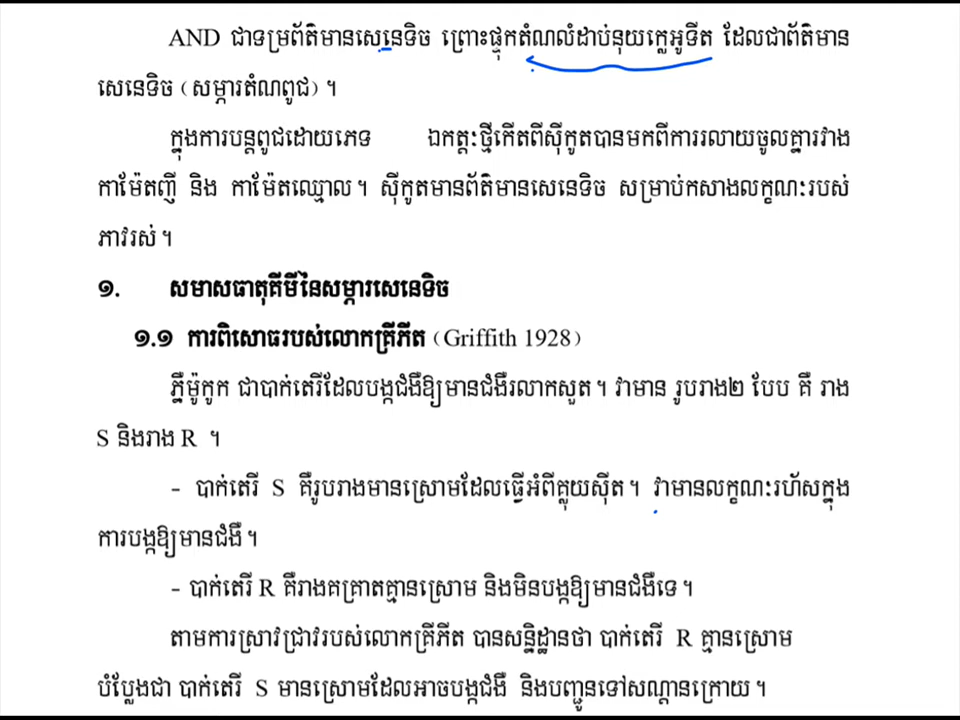 AND ជាទម្រព័ត៌មានសេនេទិច ព្រោះផ្ទុកតំណលំដាប់នុយក្លេអូទីត ដែលជាព័ត៌មាន
សេនេទិច (សម្ភារតំណពូជ) ។
ក្នុងការបន្តពូជដោយភេទ ឯកត្តៈថ្មីកើតពីស៊ីកូតបានមកពីការរលាយចូលគ្នារវាង
កាម៉ែតញី និង កាម៉ែតឈ្មោល។ ស៊ីកូតមានព័ត៌មានសេនេទិច សម្រាប់កសាងលក្ខណៈរបស់
ភាវរស់ ។
១. សមាសធាតុគីមីនៃសម្ភារសេនេទិច
១.១ ការពិសោធរបស់លោកគ្រីភីត (Griffith 1928)
ភ្នឺម៉ូកូក ជាបាក់តេរីដែលបង្កជំងឺឱ្យមានជំងឺរលាកសួត។ វាមាន រូបរាង២ បែប គឺ រាង
S និងរាង R ។
- បាក់តេរី S គឺរូបរាងមានស្រោមដែលធ្វើអំពីគ្លុយស៊ីត។ វាមានលក្ខណៈរហ័សក្នុង
ការបង្កឱ្យមានជំងឺ។
- បាក់តេរី R គឺរាងគគ្រាតគ្មានស្រោម និងមិនបង្កឱ្យមានជំងឺទេ។
តាមការស្រាវជ្រាវរបស់លោកគ្រីភីត បានសន្និដ្ឋានថា បាក់តេរី R គ្មានស្រោម
បំប្លែងជា បាក់តេរី S មានស្រោមដែលអាចបង្កជំងឺ និងបញ្ជូនទៅសណ្តានក្រោយ។